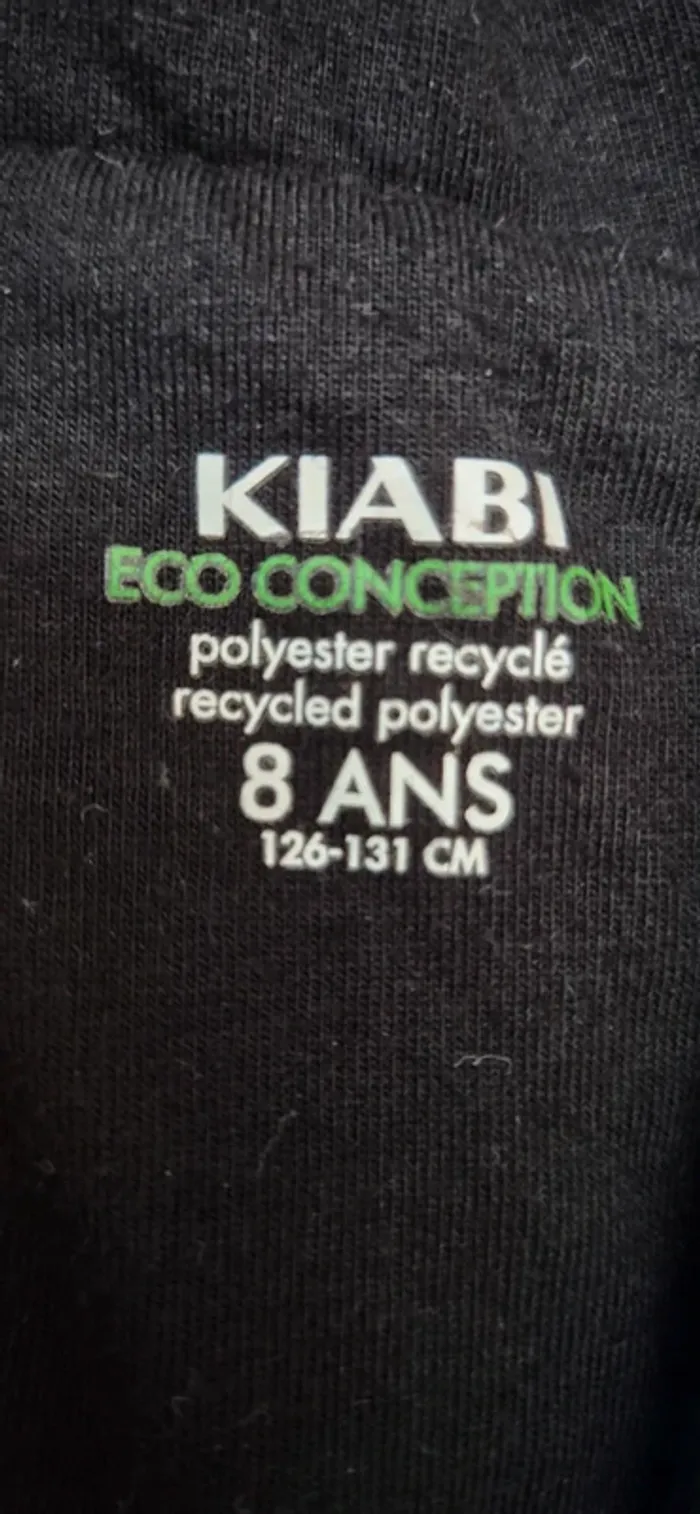 KIABI
ECO CONCEPTION
polyester recyclé
recycled polyester
8 ANS
126-131 CM